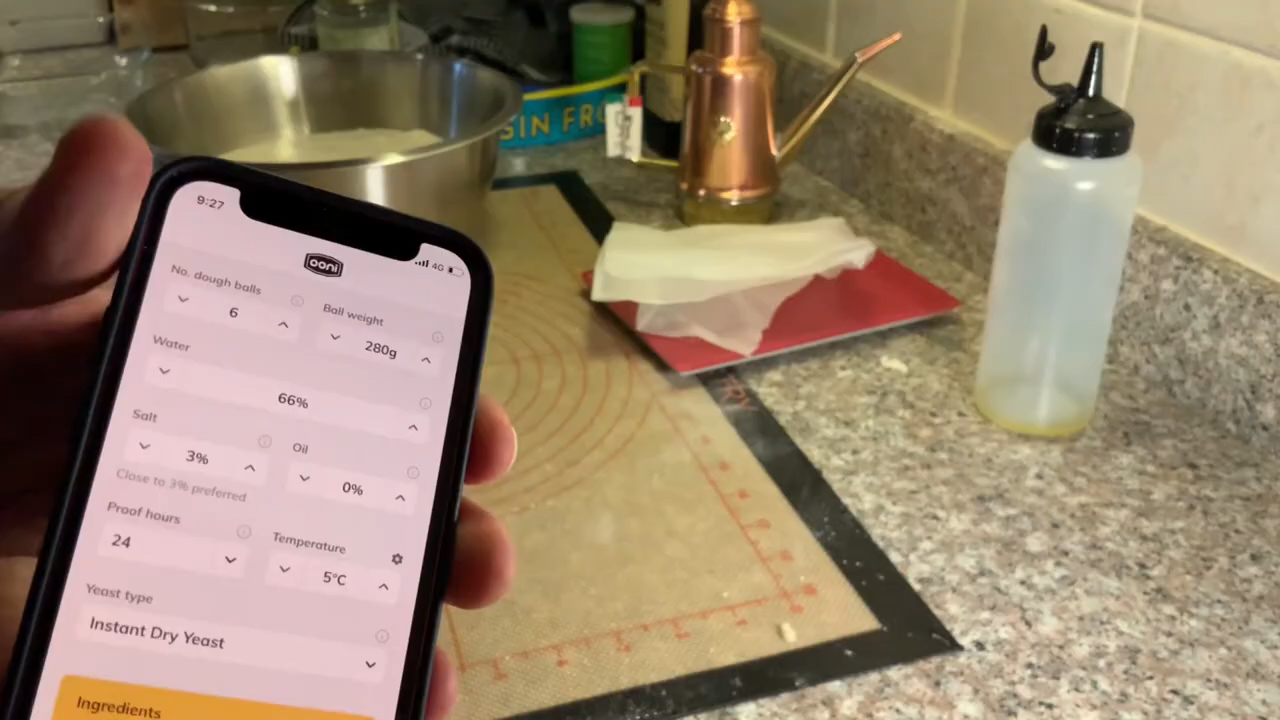 9:27
4G
ooni
No. dough balls
6
Ball weight
280g
Water
66%
Salt
3%
Close to 3% preferred
Oil
0%
Proof hours
24
Temperature
5°C
Yeast type
Instant Dry Yeast
Ingredients
SIN FRO